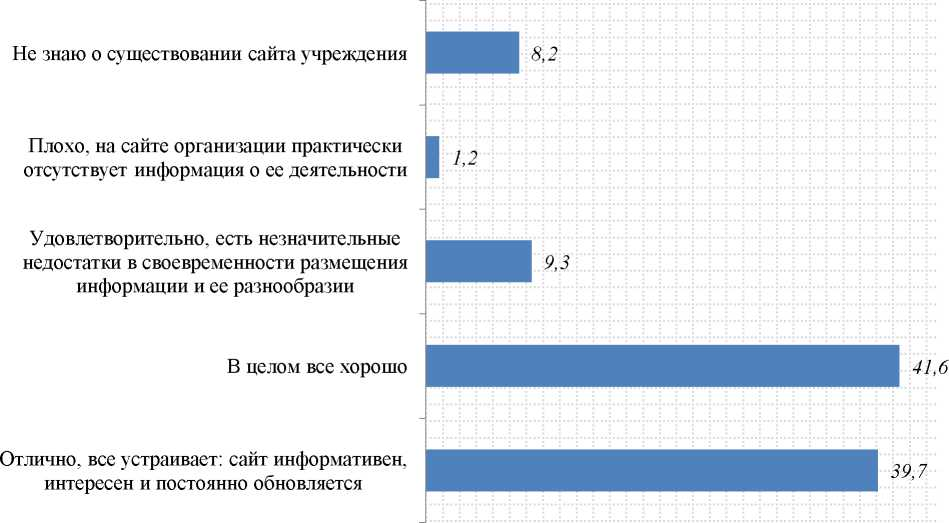 Не знаю о существовании сайта учреждения
8,2
Плохо, на сайте организации практически
отсутствует информация о ее деятельности
1,2
Удовлетворительно, есть незначительные
недостатки в своевременности размещения
информации и ее разнообразии
9,3
В целом все хорошо
41,6
Отлично, все устраивает: сайт информативен,
интересен и постоянно обновляется
39,7